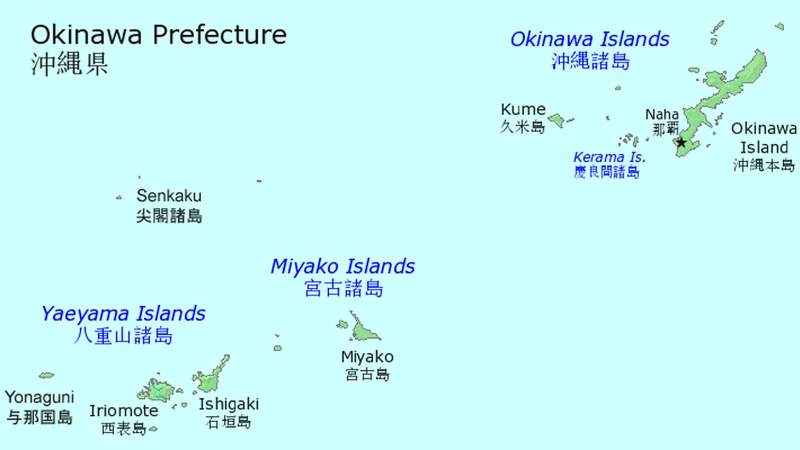 Okinawa Prefecture
沖縄県
Okinawa Islands
沖縄諸島
Kume
久米島
Naha
那覇
Okinawa
Island
沖縄本島
Kerama Is.
慶良間諸島
Senkaku
尖閣諸島
Miyako Islands
宮古諸島
Yaeyama Islands
八重山諸島
Miyako
宮古島
Yonaguni
与那国島
Iriomote
西表島
Ishigaki
石垣島